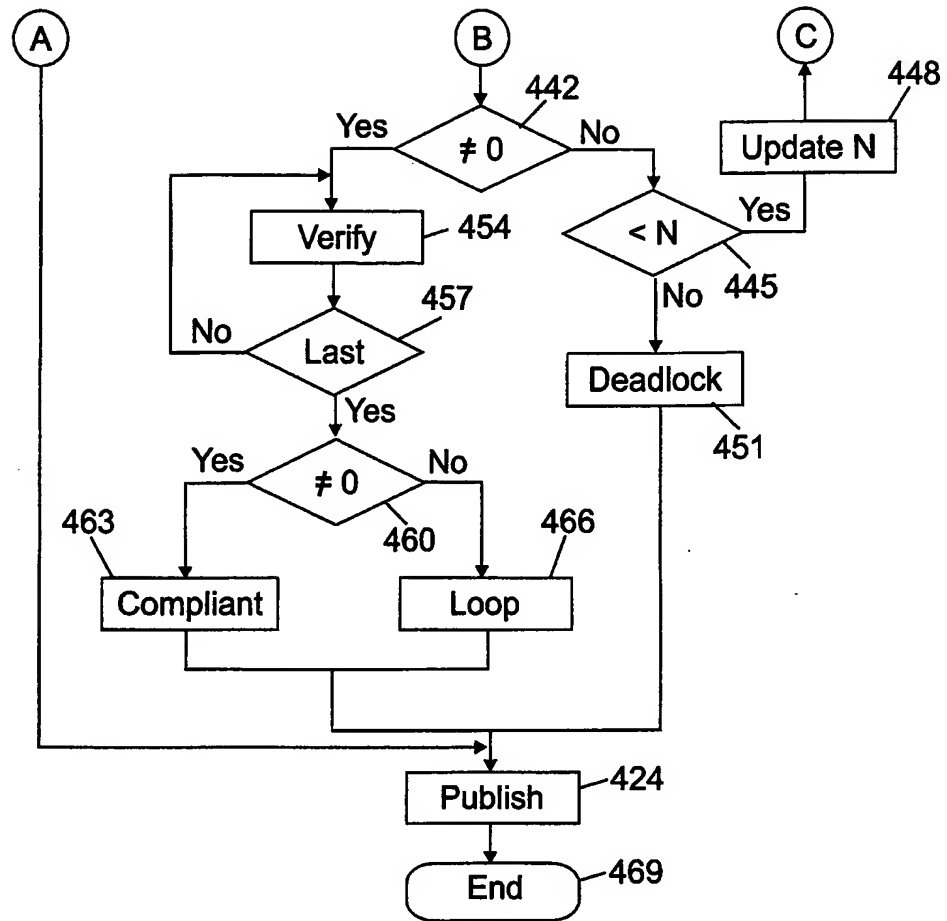 A
B
C
442
448
Yes
≠ 0
No
Update N
Verify
454
< N
Yes
445
457
No
No
Last
Deadlock
Yes
451
Yes
≠ 0
No
463
460
466
Compliant
Loop
Publish
424
End
469